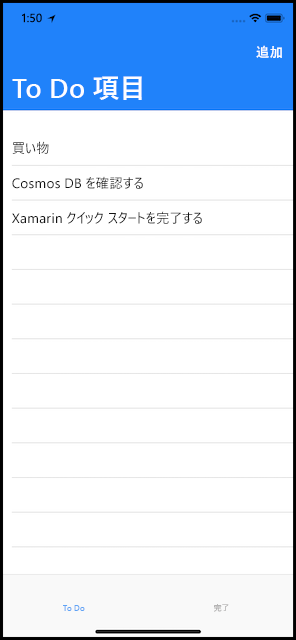 1:50
追加
To Do 項目
買い物
Cosmos DB を確認する
Xamarin クイック スタートを完了する
To Do
完了